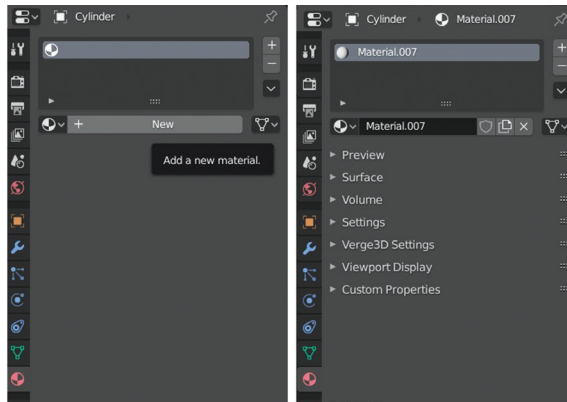 Cylinder
New
Add a new material.
Cylinder Material.007
Material.007
Material.007
Preview
Surface
Volume
Settings
Verge3D Settings
Viewport Display
Custom Properties